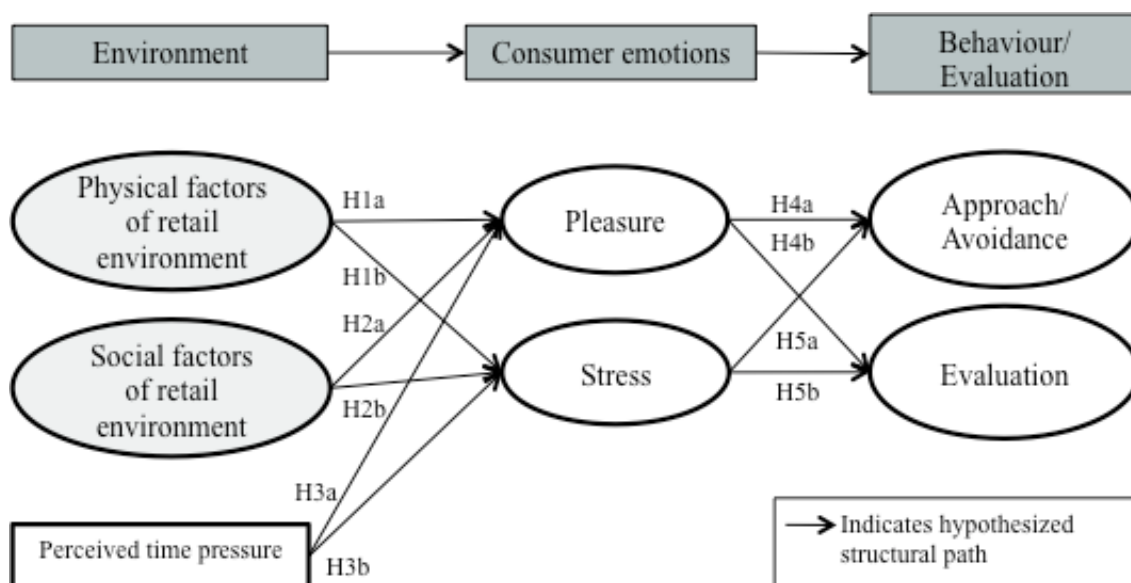 Environment
Consumer emotions
Behaviour/
Evaluation
Physical factors
of retail
environment
H1a
Pleasure
H4a
Approach/
Avoidance
H4b
H1b
H2a
Social factors
of retail
environment
Stress
H5a
Evaluation
H2b
H5b
H3a
Perceived time pressure
H3b
Indicates hypothesized
structural path